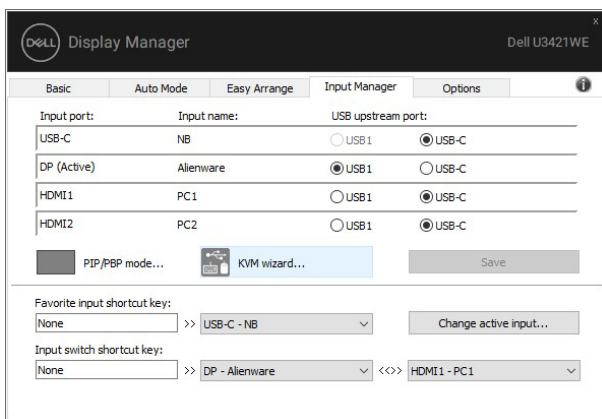 x
DELL Display Manager Dell U3421WE
Basic Auto Mode Easy Arrange Input Manager Options i
Input port: Input name: USB upstream port:
USB-C NB USB1 USB-C
DP (Active) Alienware USB1 USB-C
HDMI1 PC1 USB1 USB-C
HDMI2 PC2 USB1 USB-C
PIP/PBP mode... KVM wizard... Save
Favorite input shortcut key:
None >> USB-C - NB Change active input...
Input switch shortcut key:
None >> DP - Alienware <<>> HDMI1 - PC1